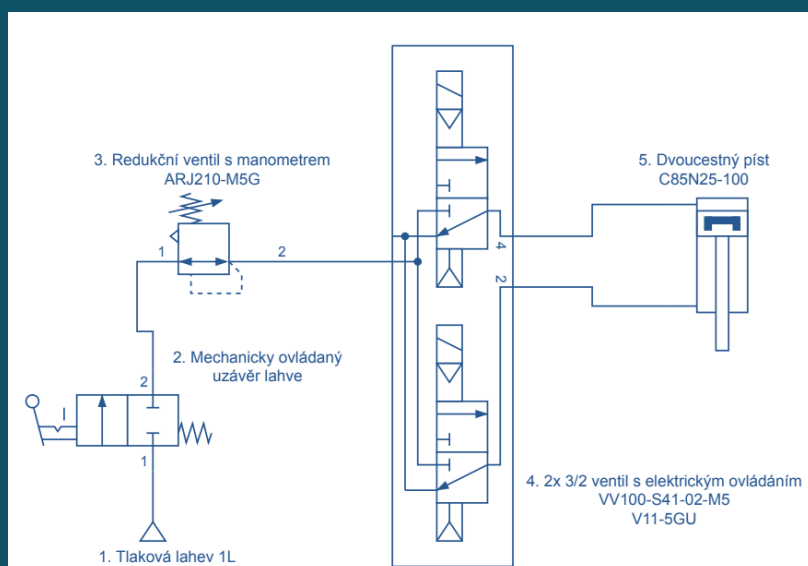 3. Redukční ventil s manometrem
ARJ210-M5G
5. Dvoucestný píst
C85N25-100
1
2
4
2
2. Mechanicky ovládaný
uzávěr lahve
2
1
4. 2x 3/2 ventil s elektrickým ovládáním
VV100-S41-02-M5
V11-5GU
1. Tlaková lahev 1L